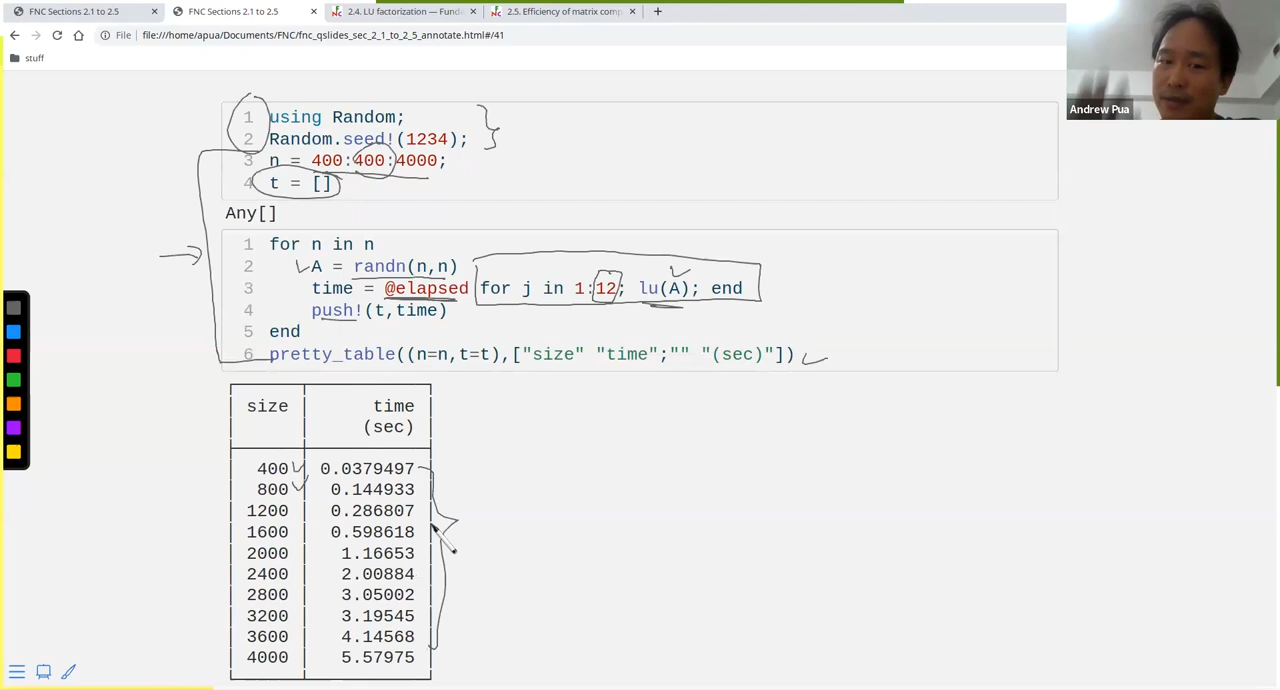 FNC Sections 2.1 to 2.5 × FNC Sections 2.1 to 2.5 × 2.4. LU factorization — Fund × 2.5. Efficiency of matrix comp × +
File file:///home/apua/Documents/FNC/fnc_qslides_sec_2_1_to_2_5_annotate.html#/41
stuff
Andrew Pua
1 using Random;
2 Random.seed!(1234);
3 n = 400:400:4000;
4 t = []
Any[]
1 for n in n
2 A = randn(n,n)
3 time = @elapsed for j in 1:12; lu(A); end
4 push!(t,time)
5 end
6 pretty_table((n=n,t=t),["size" "time";"" "(sec)"])
size time
(sec)
400 0.0379497
800 0.144933
1200 0.286807
1600 0.598618
2000 1.16653
2400 2.00884
2800 3.05002
3200 3.19545
3600 4.14568
4000 5.57975